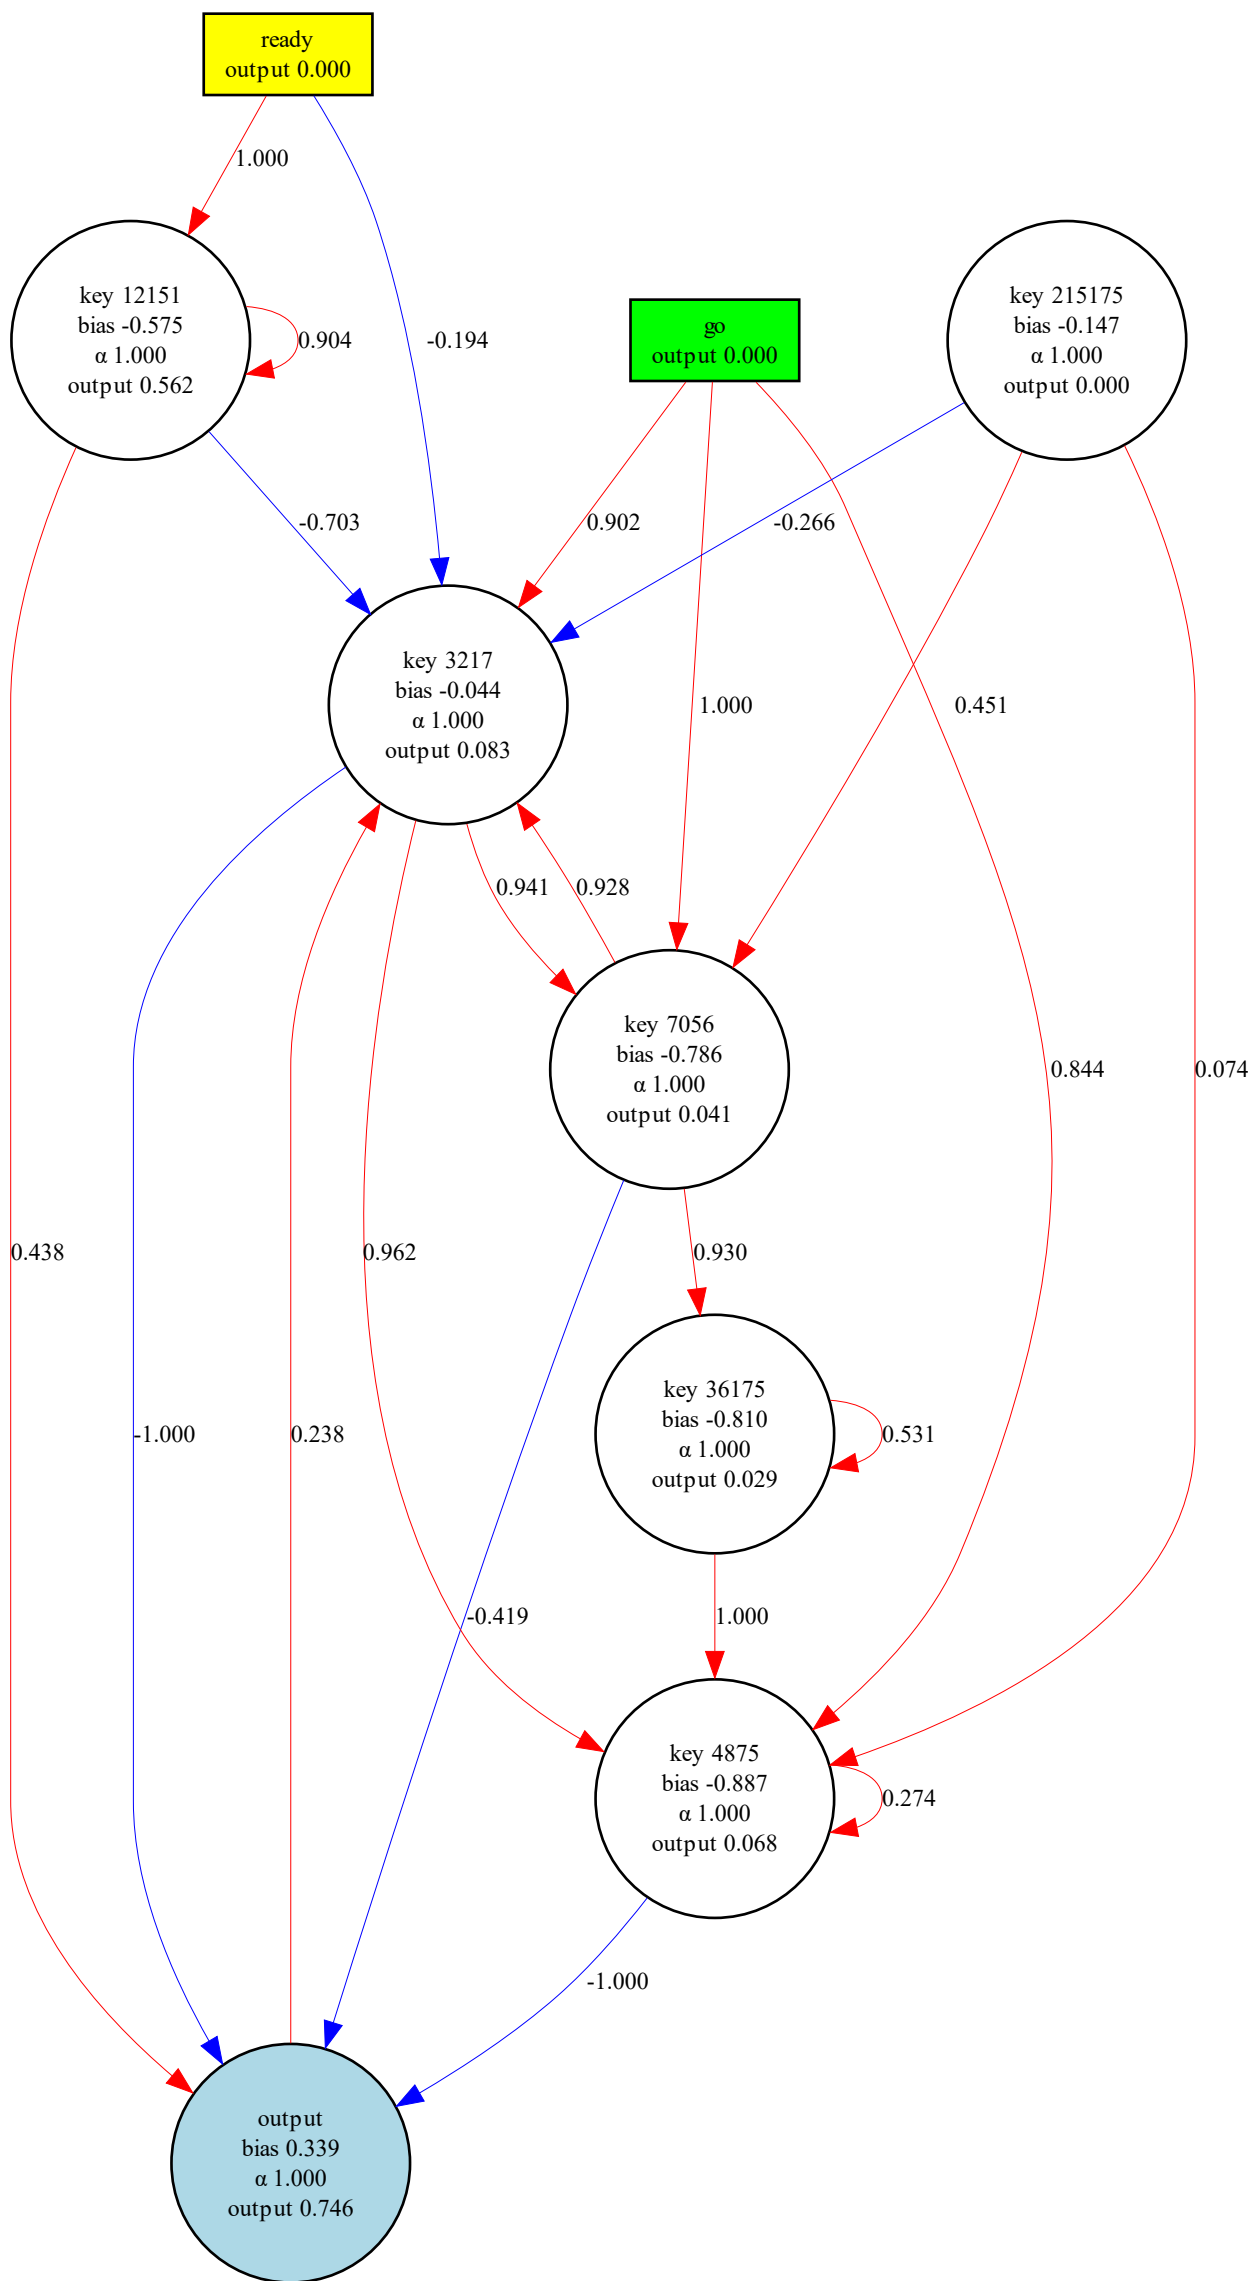 ready
output 0.000
1.000
key 12151
bias -0.575
α 1.000
output 0.562
0.904
-0.194
go
output 0.000
key 215175
bias -0.147
α 1.000
output 0.000
-0.703
0.902
-0.266
key 3217
bias -0.044
α 1.000
output 0.083
1.000
0.451
0.941
0.928
key 7056
bias -0.786
α 1.000
output 0.041
0.844
0.074
0.438
0.962
0.930
key 36175
bias -0.810
α 1.000
output 0.029
0.531
-1.000
0.238
-0.419
1.000
key 4875
bias -0.887
α 1.000
output 0.068
0.274
-1.000
output
bias 0.339
α 1.000
output 0.746